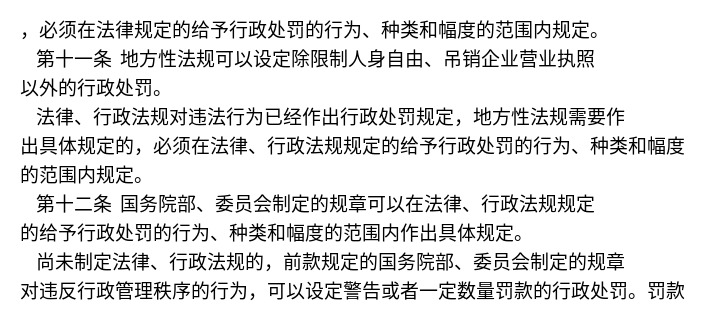 ，必须在法律规定的给予行政处罚的行为、种类和幅度的范围内规定。
第十一条 地方性法规可以设定除限制人身自由、吊销企业营业执照
以外的行政处罚。
法律、行政法规对违法行为已经作出行政处罚规定，地方性法规需要作
出具体规定的，必须在法律、行政法规规定的给予行政处罚的行为、种类和幅度
的范围内规定。
第十二条 国务院部、委员会制定的规章可以在法律、行政法规规定
的给予行政处罚的行为、种类和幅度的范围内作出具体规定。
尚未制定法律、行政法规的，前款规定的国务院部、委员会制定的规章
对违反行政管理秩序的行为，可以设定警告或者一定数量罚款的行政处罚。罚款